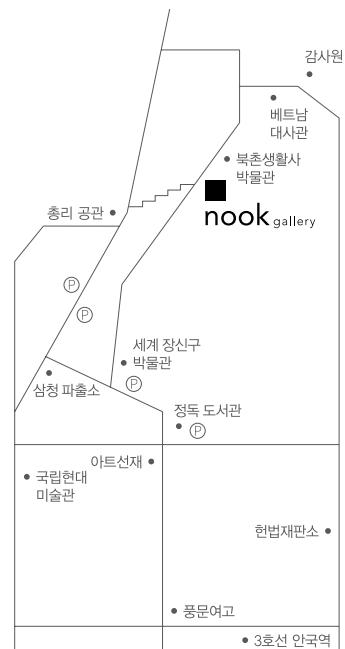 감사원
베트남
대사관
북촌생활사
박물관
nook gallery
총리 공관
P
P
세계 장신구
박물관
P
삼청 파출소
정독 도서관
P
아트선재
국립현대
미술관
헌법재판소
풍문여고
3호선 안국역